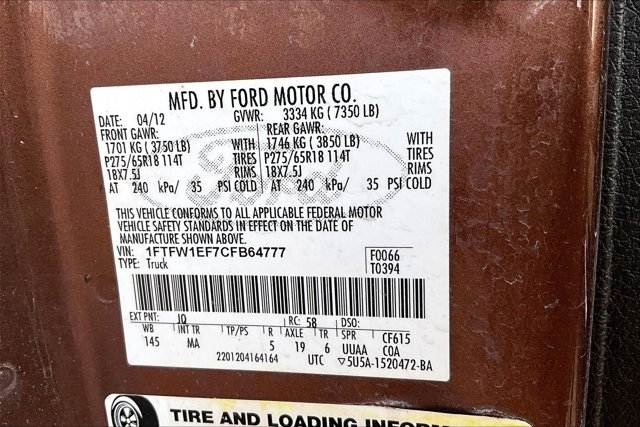 MFD. BY FORD MOTOR CO.
DATE: 04/12 GVWR: 3334 KG ( 7350 LB)
FRONT GAWR: REAR GAWR:
1701 KG ( 3750 LB) WITH 1746 KG ( 3850 LB) WITH
P275/65R18 114T TIRES P275/65R18 114T TIRES
18X7.5J RIMS 18X7.5J RIMS
AT 240 kPa/ 35 PSI COLD AT 240 kPa/ 35 PSI COLD
THIS VEHICLE CONFORMS TO ALL APPLICABLE FEDERAL MOTOR
VEHICLE SAFETY STANDARDS IN EFFECT ON THE DATE OF
MANUFACTURE SHOWN ABOVE.
VIN: 1FTFW1EF7CFB64777 F0066
TYPE: Truck T0394
EXT PNT: JQ RC: 58 DSO:
WB INT TR TP/PS R AXLE TR SPR CF615
145 MA 5 19 6 UUAA COA
2201204164164 UTC ▽5U5A-1520472-BA
Ford
TIRE AND LOADING INFORM